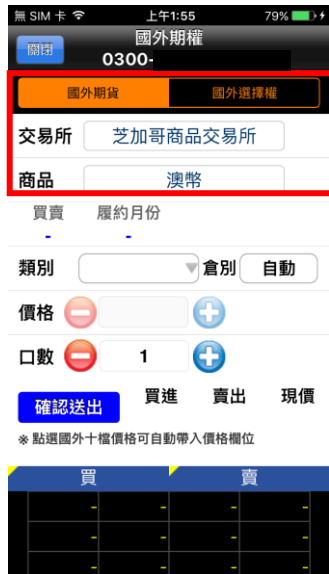 無 SIM 卡 上午1:55 79%
關閉 國外期權
0300-
國外期貨 國外選擇權
交易所 芝加哥商品交易所
商品 澳幣
買賣 履約月份
- -
類別 倉別 自動
價格
口數 1
確認送出 買進 賣出 現價
※ 點選國外十檔價格可自動帶入價格欄位
買 賣
- - - -
- - - -
- - - -